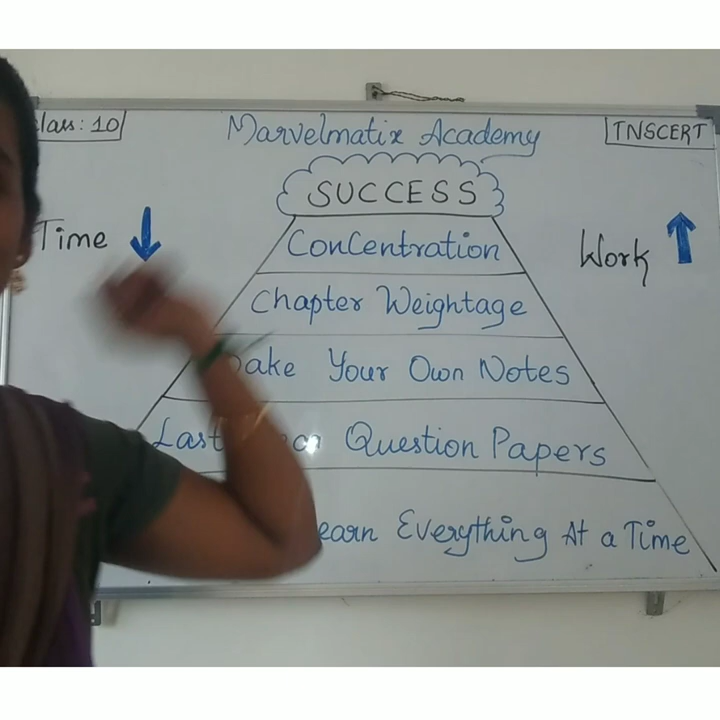 Class: 10
Marvelmatix Academy
TNSCERT
SUCCESS
Time
Work
Concentration
Chapter Weightage
Your Own Notes
Last Question Papers
Everything At a Time